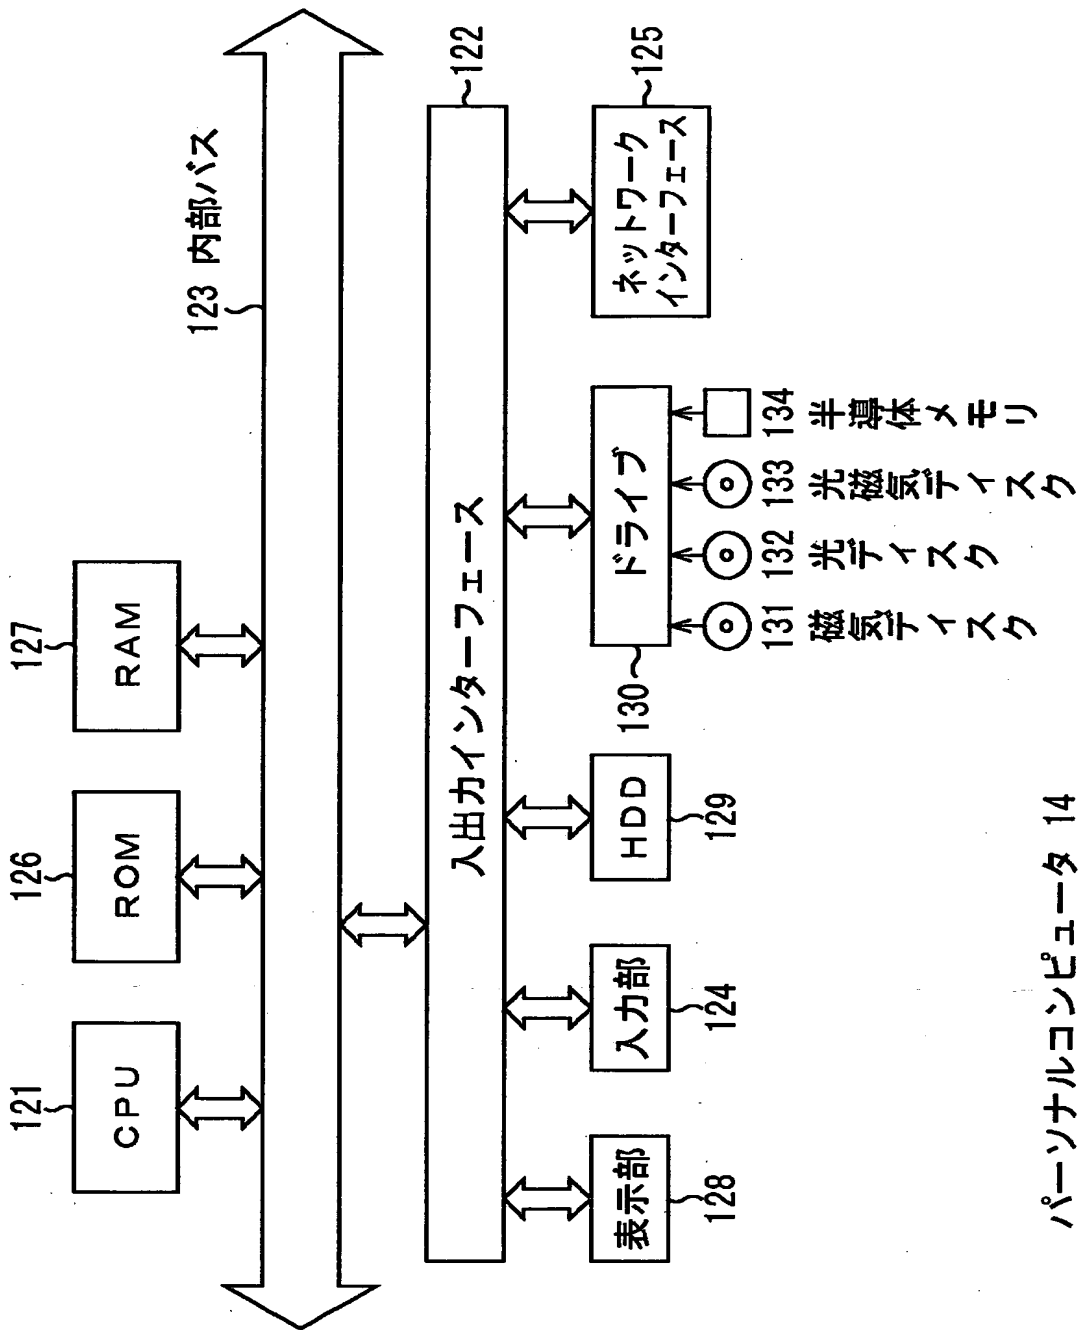 121
CPU
126
ROM
127
RAM
123 内部バス
入出力インターフェース
122
表示部
128
入力部
124
HDD
129
130
ドライブ
ネットワーク
インターフェース
125
131
磁気ディスク
132
光ディスク
133
光磁気ディスク
134
半導体メモリ
パーソナルコンピュータ 14